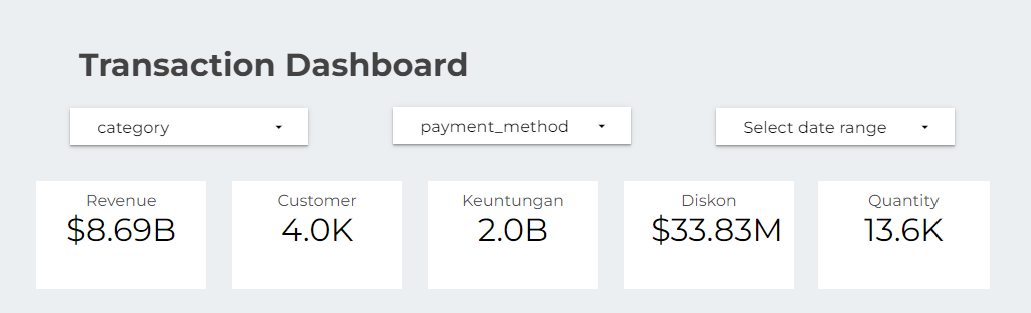 Transaction Dashboard
category
payment_method
Select date range
Revenue
$8.69B
Customer
4.0K
Keuntungan
2.0B
Diskon
$33.83M
Quantity
13.6K